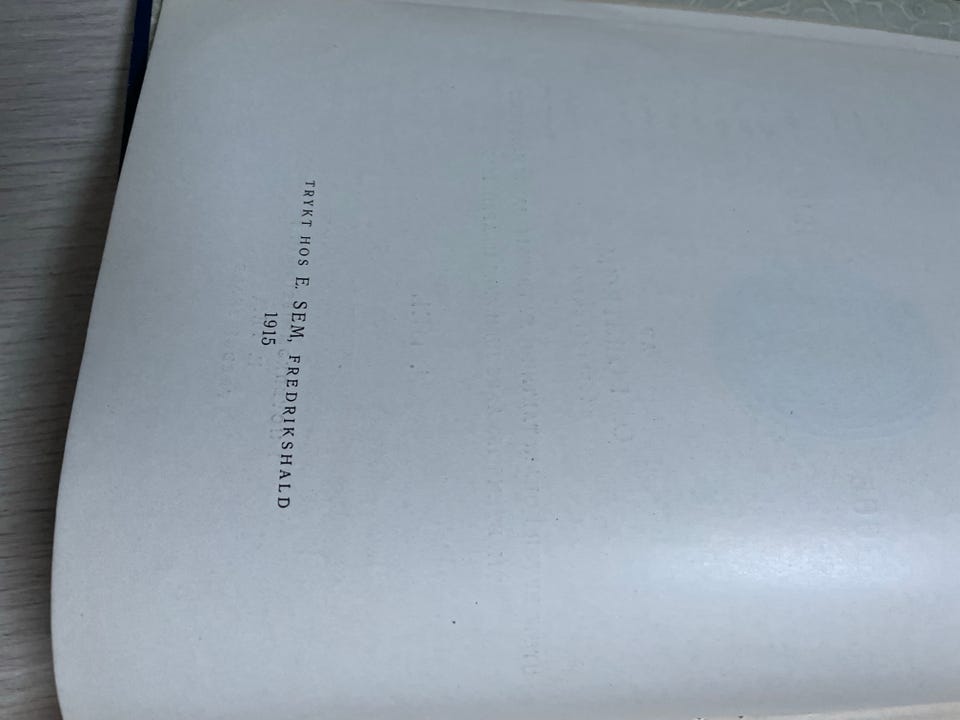 TRYKT HOS E. SEM, FREDRIKSHALD
1915